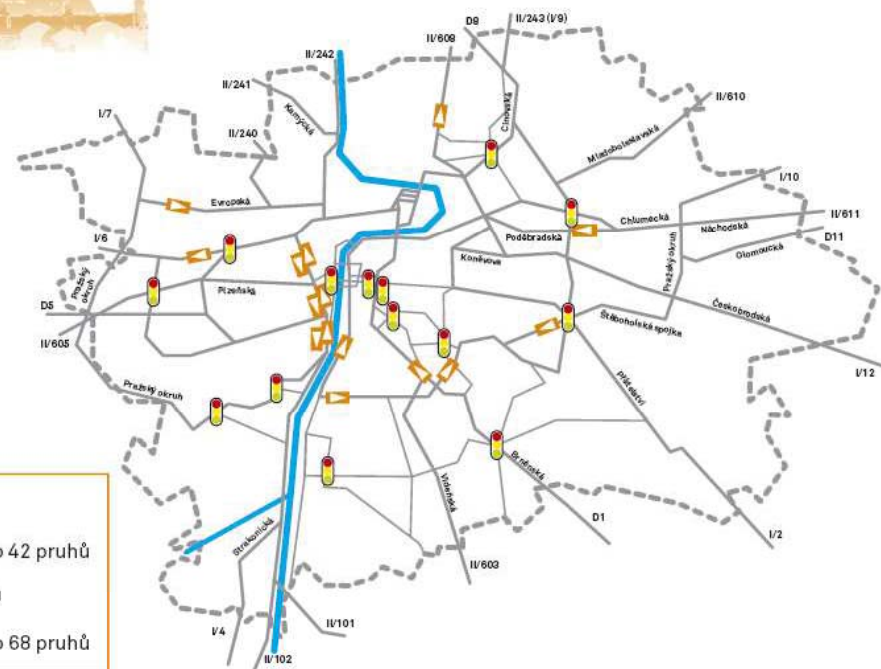 D8
II/243 (I/9)
II/242
II/608
II/241
II/610
I/7
Kamýcká
Cínovská
Mladoboleslavská
II/240
I/10
Evropská
II/611
Chlumecká
Náchodská
D11
I/6
Poděbradská
Olomoucká
Koněvova
Pražský okruh
Pražský
okruh
Plzeňská
D5
Českobrodská
Štěrboholská spojka
II/605
I/12
Pražský okruh
Přátelství
Brněnská
Vídeňská
D1
I/2
Strakonická
42 pruhů
II/603
II/101
68 pruhů
I/4
II/102